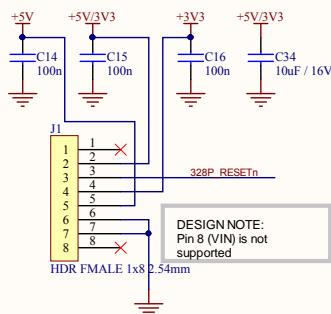 +5V +5V/3V3 +3V3 +5V/3V3
C14 C15 C16 C34
100n 100n 100n 10uF / 16V
J1
1 1
2 2
3 3 328P_RESETn
4 4
5 5
6 6
7 7
8 8
DESIGN NOTE:
Pin 8 (VIN) is not
supported
HDR FMALE 1x8 2.54mm